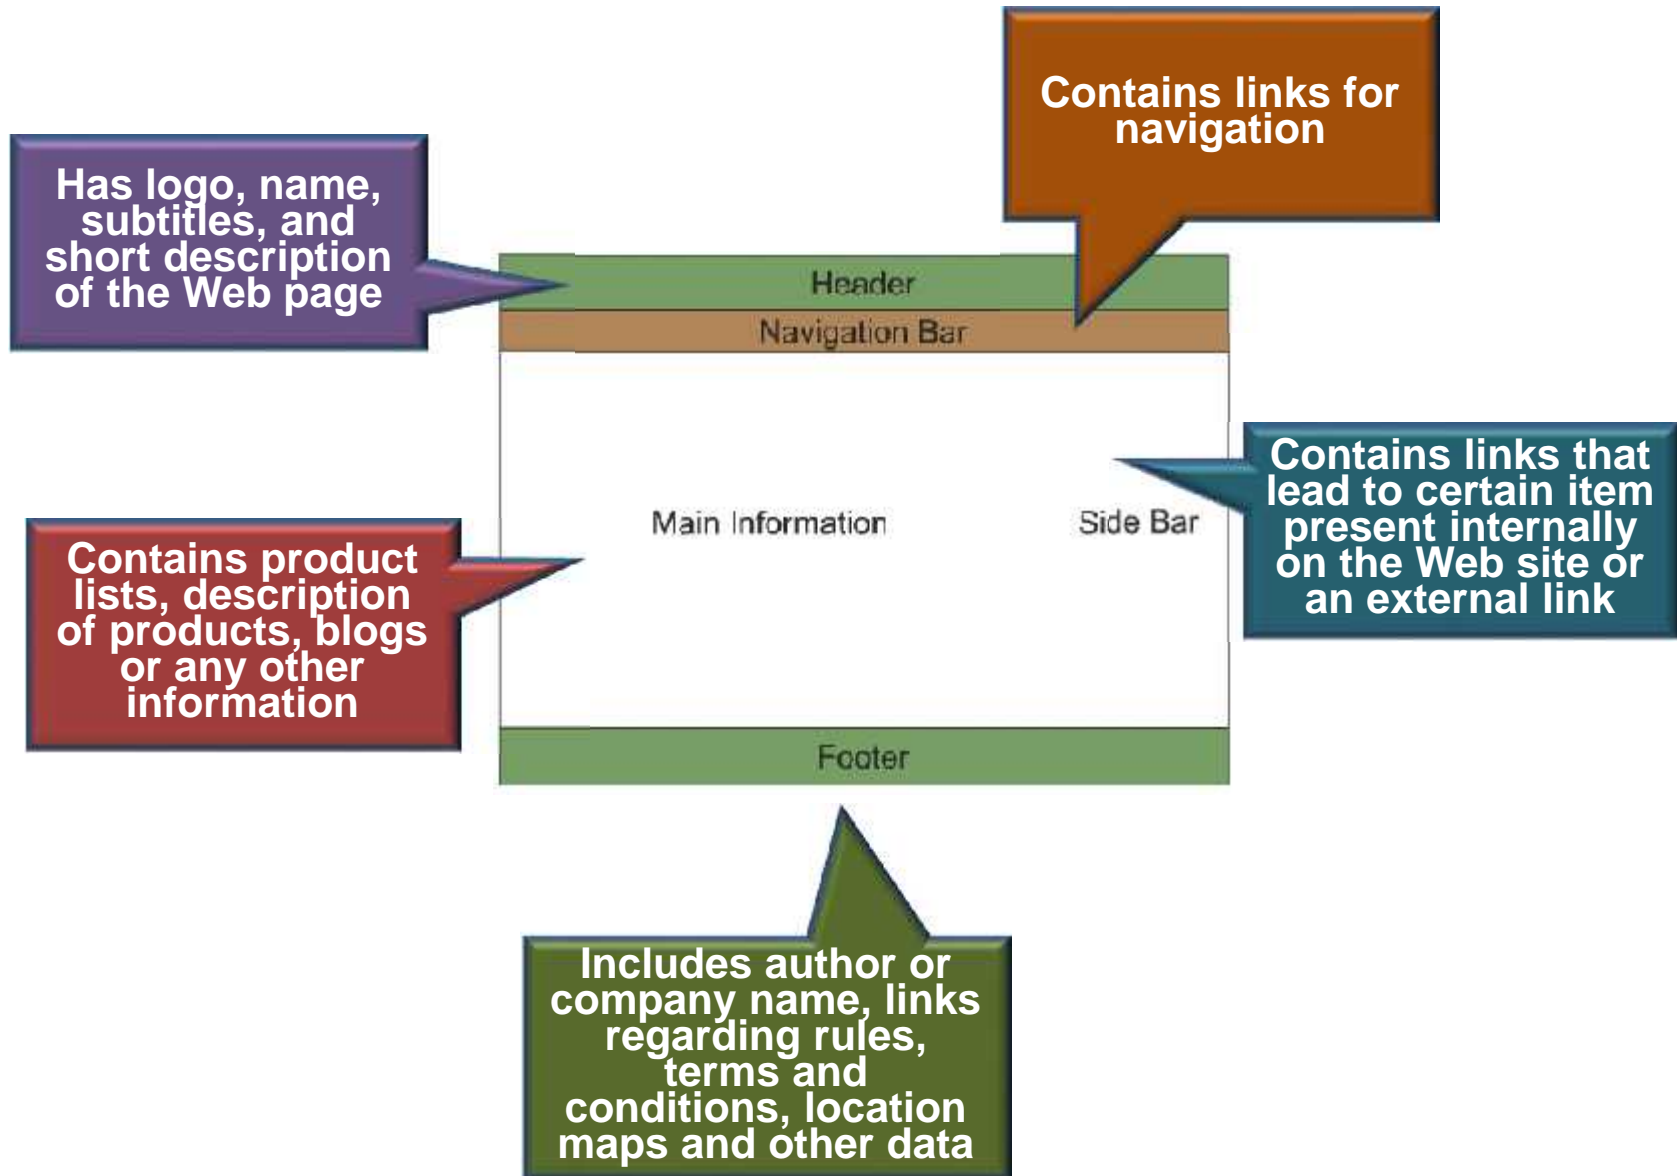 Contains links for
navigation
Has logo, name,
subtitles, and
short description
of the Web page
Header
Navigation Bar
Contains links that
lead to certain item
present internally
on the Web site or
an external link
Main Information
Side Bar
Contains product
lists, description
of products, blogs
or any other
information
Footer
Includes author or
company name, links
regarding rules,
terms and
conditions, location
maps and other data